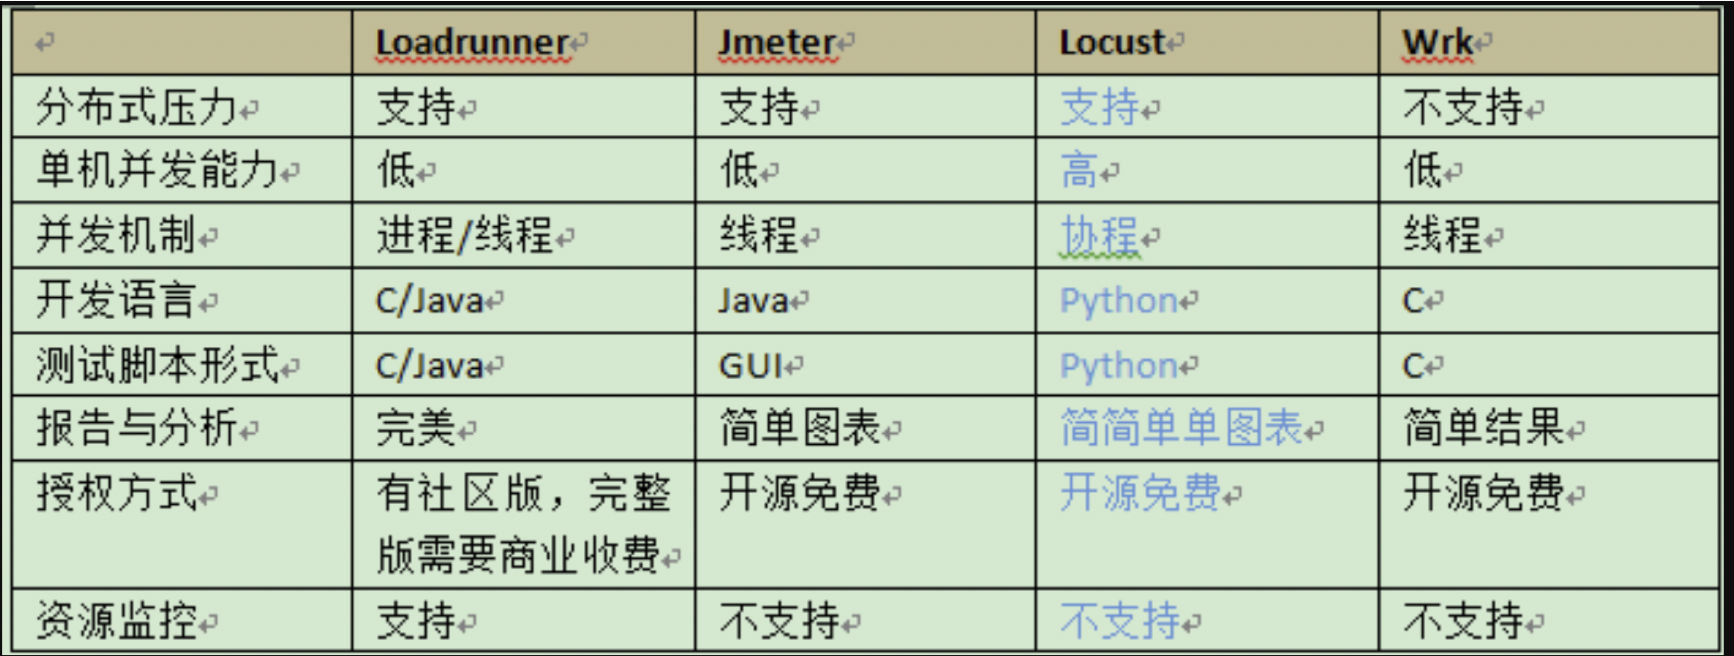 Loadrunner Jmeter Locust Wrk
分布式压力 支持 支持 支持 不支持
单机并发能力 低 低 高 低
并发机制 进程/线程 线程 协程 线程
开发语言 C/Java Java Python C
测试脚本形式 C/Java GUI Python C
报告与分析 完美 简单图表 简简单单图表 简单结果
授权方式 有社区版，完整 开源免费 开源免费 开源免费
版需要商业收费
资源监控 支持 不支持 不支持 不支持